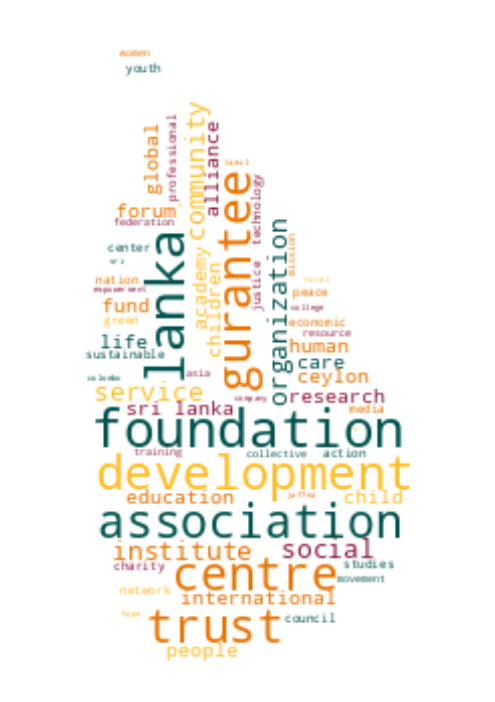 women
youth
global
professional
community
alliance
tamil
gurantee
technology
forum
federation
lanka
organization
center
sri
academy
children
justice
mission
nation
empowerment
rural
peace
fund
college
green
economic
resource
life
human
sustainable
care
colombo
asia
ceylon
service
company
research
sri lanka
media
foundation
training
collective
action
development
education
jaffna
child
association
institute
social
charity
centre
studies
movement
network
international
hope
trust
council
people